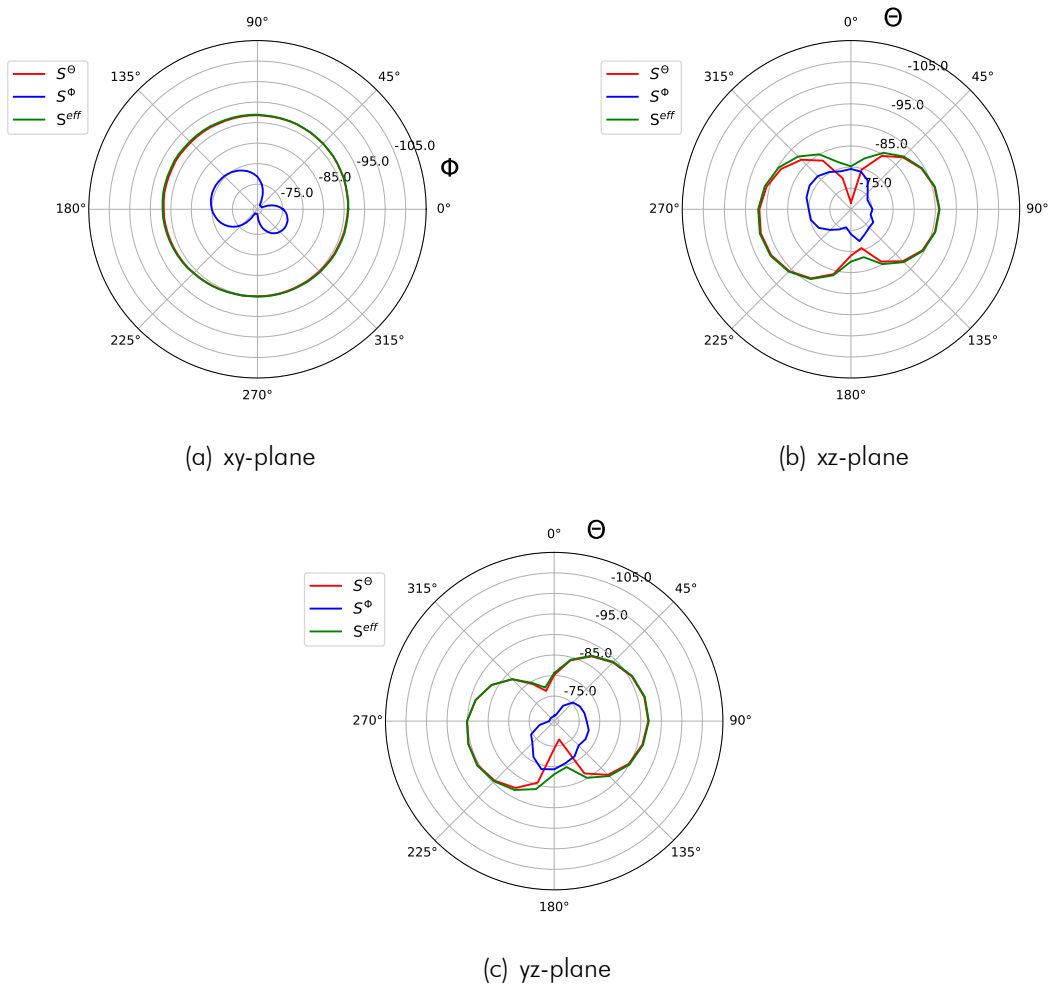 90°
135°
45°
S^Θ
S^Φ
S^eff
-105.0
-95.0
-85.0
-75.0
Φ
180°
0°
225°
315°
270°
(a) xy-plane
0°
Θ
315°
-105.0
S^Θ
S^Φ
S^eff
-95.0
-85.0
-75.0
270°
90°
225°
135°
180°
(b) xz-plane
0°
Θ
315°
-105.0
45°
S^Θ
S^Φ
S^eff
-95.0
-85.0
-75.0
270°
90°
225°
135°
180°
(c) yz-plane